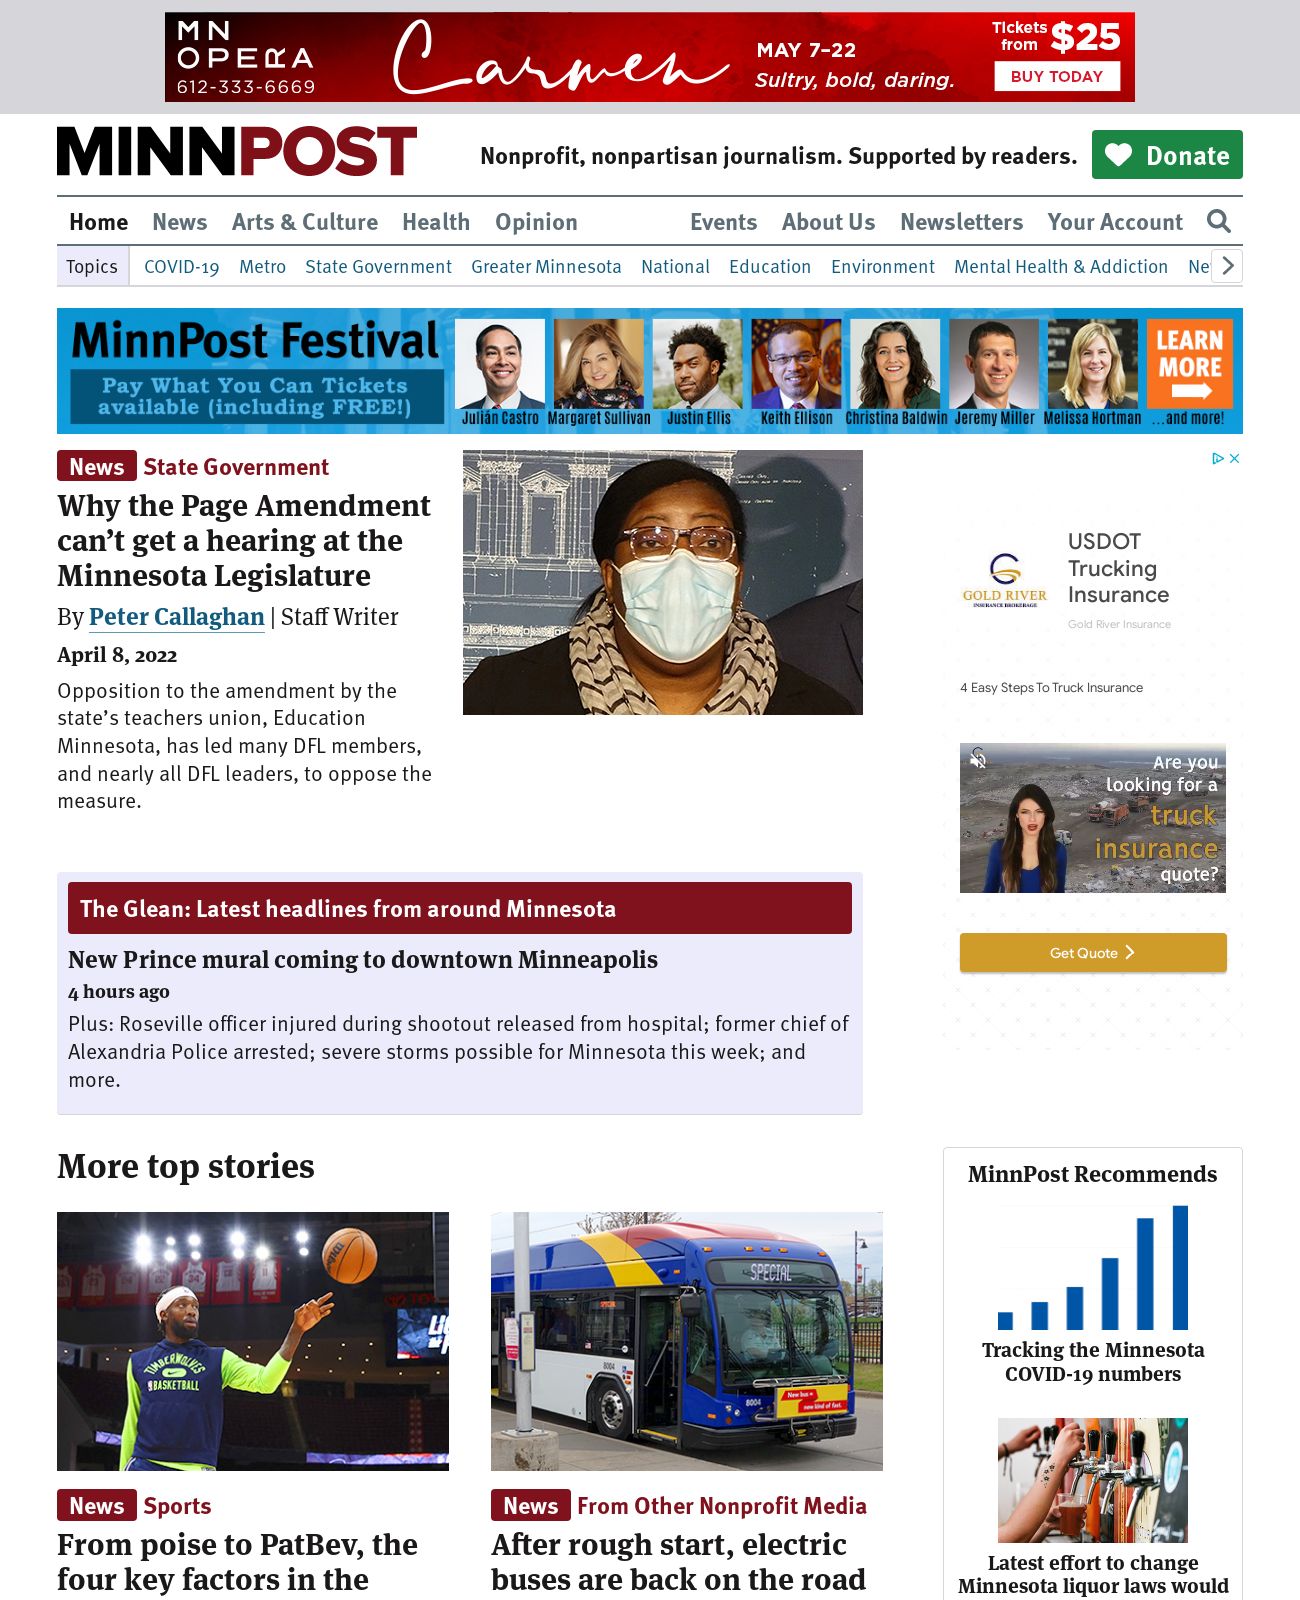 MN
OPERA
612-333-6669
Carmen
MAY 7–22
Sultry, bold, daring.
Tickets
from $25
BUY TODAY
MINNPOST
Nonprofit, nonpartisan journalism. Supported by readers.
Donate
Home News Arts & Culture Health Opinion Events About Us Newsletters Your Account
Topics COVID-19 Metro State Government Greater Minnesota National Education Environment Mental Health & Addiction Ne
MinnPost Festival
Pay What You Can Tickets
available (including FREE!)
Julián Castro Margaret Sullivan Justin Ellis Keith Ellison Christina Baldwin Jeremy Miller Melissa Hortman ...and more!
LEARN
MORE
News State Government
Why the Page Amendment
can’t get a hearing at the
Minnesota Legislature
By Peter Callaghan | Staff Writer
April 8, 2022
Opposition to the amendment by the
state’s teachers union, Education
Minnesota, has led many DFL members,
and nearly all DFL leaders, to oppose the
measure.
GOLD RIVER
INSURANCE BROKERAGE
USDOT
Trucking
Insurance
Gold River Insurance
4 Easy Steps To Truck Insurance
Are you
looking for a
truck
insurance
quote?
Get Quote
The Glean: Latest headlines from around Minnesota
New Prince mural coming to downtown Minneapolis
4 hours ago
Plus: Roseville officer injured during shootout released from hospital; former chief of
Alexandria Police arrested; severe storms possible for Minnesota this week; and
more.
More top stories
TIMBERWOLVES
BASKETBALL
SPECIAL
8004
8004
New bus =
new kind of fast.
News Sports
From poise to PatBev, the
four key factors in the
News From Other Nonprofit Media
After rough start, electric
buses are back on the road
MinnPost Recommends
Tracking the Minnesota
COVID-19 numbers
Latest effort to change
Minnesota liquor laws would